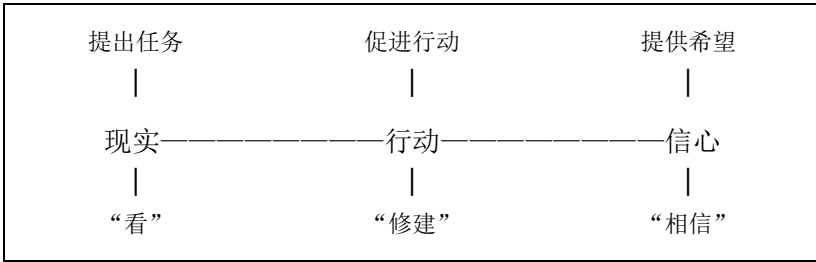 提出任务 促进行动 提供希望
现实————————行动————————信心
“看” “修建” “相信”